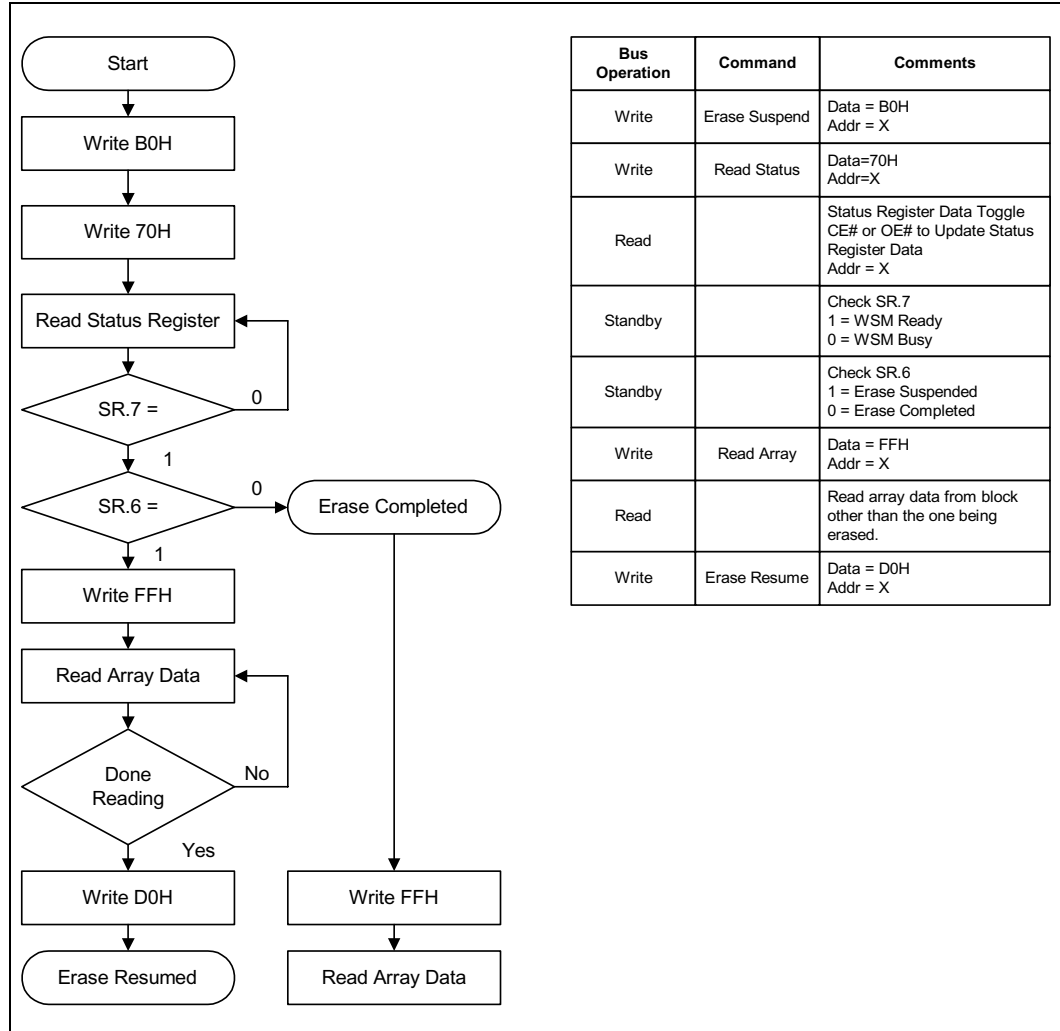 Start
Write B0H
Write 70H
Read Status Register
SR.7 =
0
1
SR.6 =
0
Erase Completed
1
Write FFH
Read Array Data
Done
Reading
No
Yes
Write D0H
Write FFH
Erase Resumed
Read Array Data
Bus
Operation
Command
Comments
Write
Erase Suspend
Data = B0H
Addr = X
Write
Read Status
Data=70H
Addr=X
Read
Status Register Data Toggle
CE# or OE# to Update Status
Register Data
Addr = X
Standby
Check SR.7
1 = WSM Ready
0 = WSM Busy
Standby
Check SR.6
1 = Erase Suspended
0 = Erase Completed
Write
Read Array
Data = FFH
Addr = X
Read
Read array data from block
other than the one being
erased.
Write
Erase Resume
Data = D0H
Addr = X